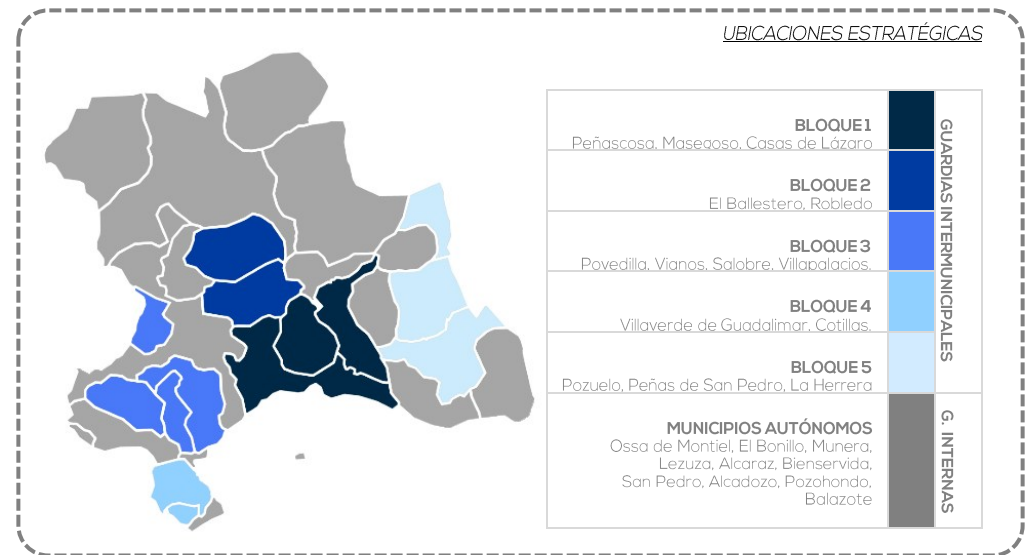 UBICACIONES ESTRATÉGICAS
BLOQUE 1
Peñascosa, Masegoso, Casas de Lázaro
BLOQUE 2
El Ballestero, Robledo
BLOQUE 3
Povedilla, Vianos, Salobre, Villapalacios,
BLOQUE 4
Villaverde de Guadalimar, Cotillas,
BLOQUE 5
Pozuelo, Peñas de San Pedro, La Herrera
GUARDIAS INTERMUNICIPALES
MUNICIPIOS AUTÓNOMOS
Ossa de Montiel, El Bonillo, Munera,
Lezuza, Alcaraz, Bienservida,
San Pedro, Alcadozo, Pozohondo,
Balazote
G. INTERNAS